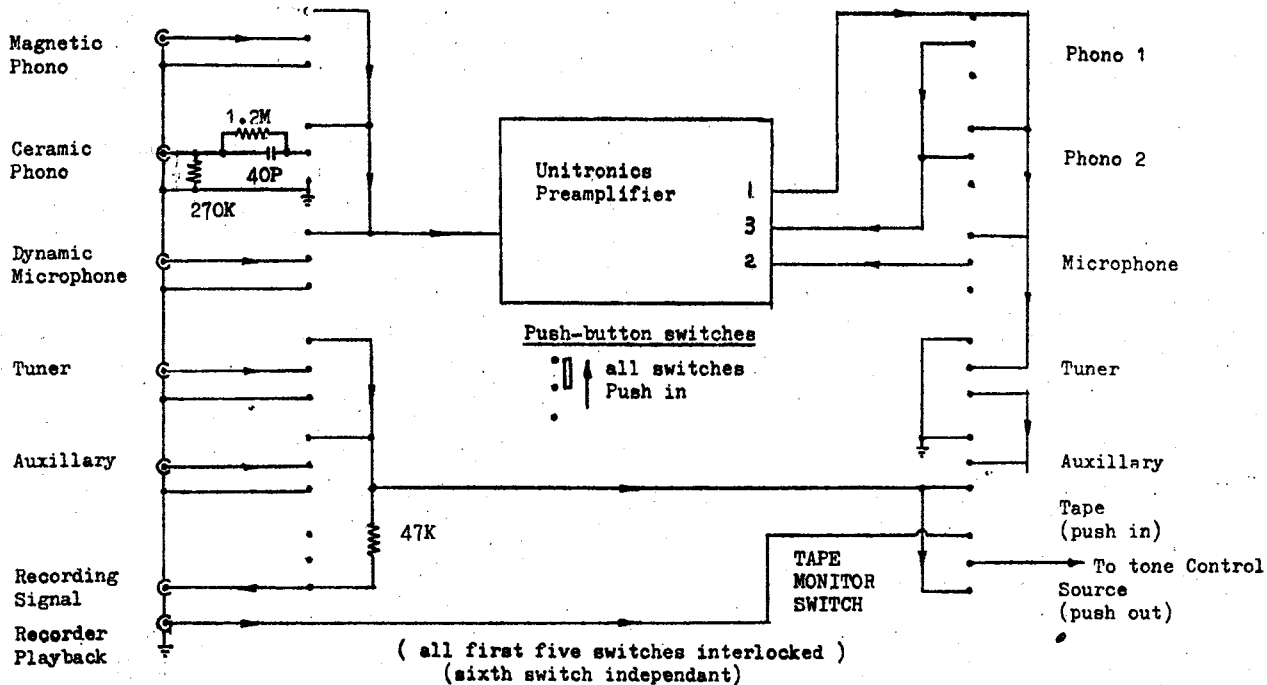 Magnetic
Phono
Ceramic
Phono
1.2M
40P
270K
Dynamic
Microphone
Tuner
Auxillary
Recording
Signal
Recorder
Playback
47K
Unitronics
Preamplifier
1
3
2
Push-button switches
all switches
Push in
TAPE
MONITOR
SWITCH
Phono 1
Phono 2
Microphone
Tuner
Auxillary
Tape
(push in)
To tone Control
Source
(push out)
( all first five switches interlocked )
(sixth switch independant)